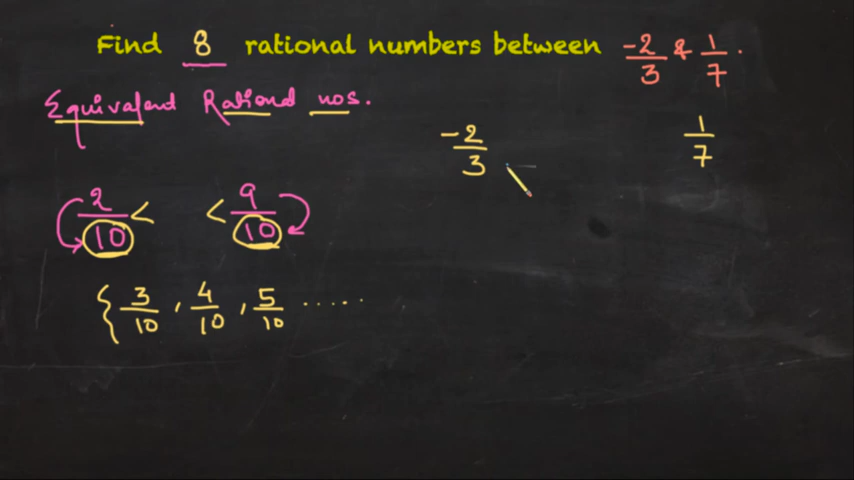 Find 8 rational numbers between -2/3 & 1/7.
Equivalent Rational nos.
-2/3 1/7
2/10 < < 9/10
{ 3/10, 4/10, 5/10 ......